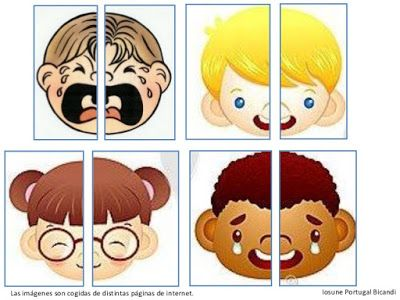 Las imágenes son cogidas de distintas páginas de internet.
Iosune Portugal Bicandi